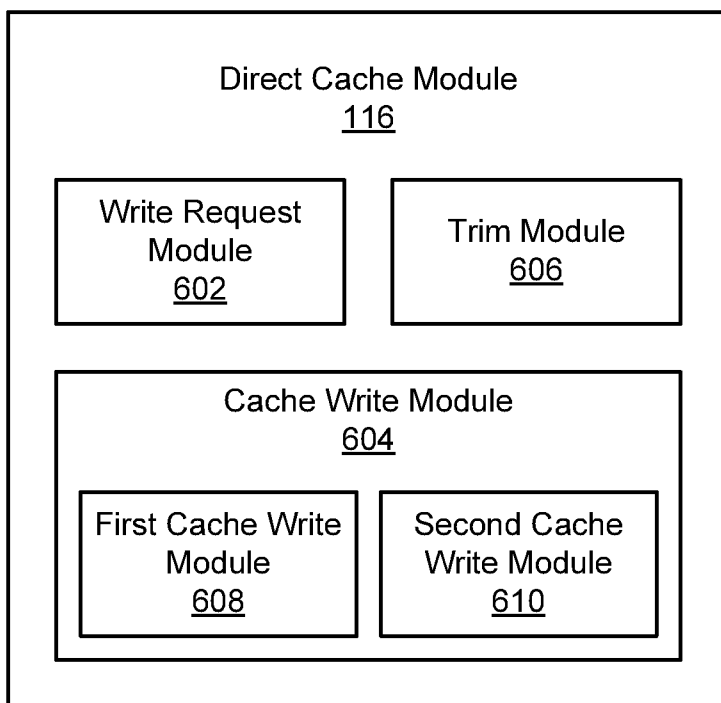 Direct Cache Module
116
Write Request
Module
602
Trim Module
606
Cache Write Module
604
First Cache Write
Module
608
Second Cache
Write Module
610